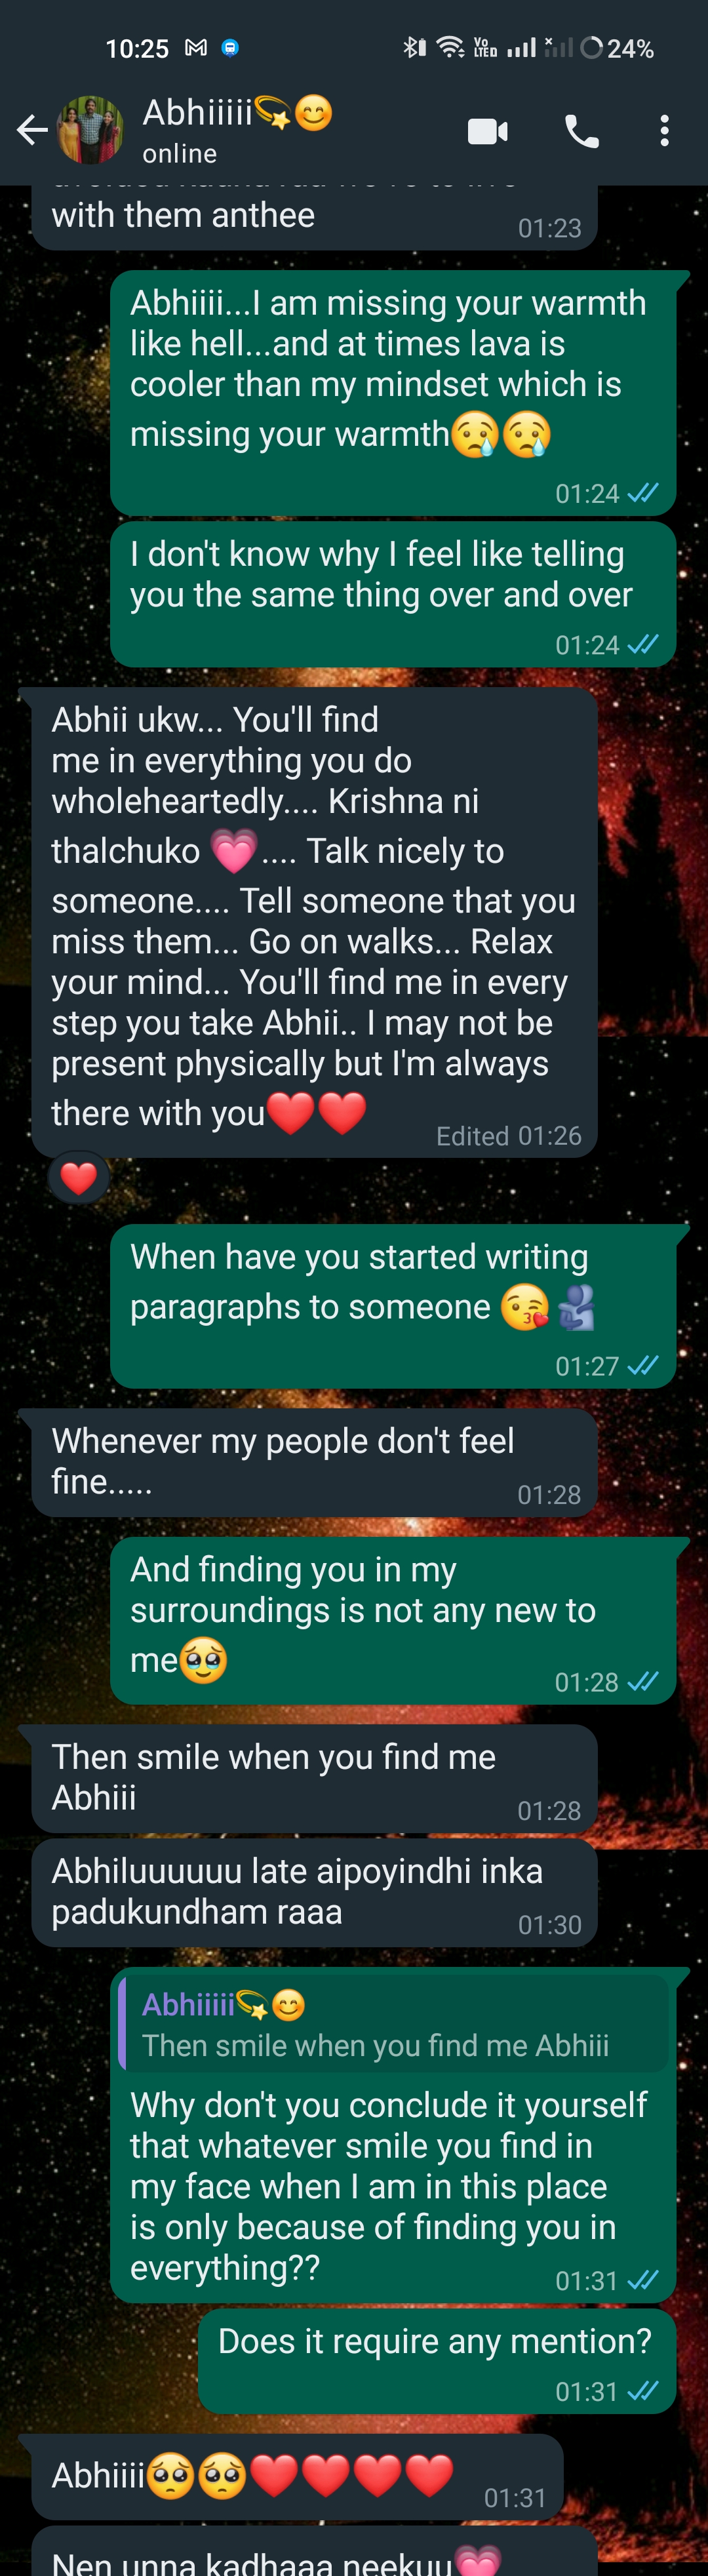 10:25 VO LTED 24%
Abhiiiii💫😊
online
with them anthee
01:23
Abhiiii...I am missing your warmth
like hell...and at times lava is
cooler than my mindset which is
missing your warmth😢😢
01:24
I don't know why I feel like telling
you the same thing over and over
01:24
Abhii ukw... You'll find
me in everything you do
wholeheartedly.... Krishna ni
thalchuko 💗.... Talk nicely to
someone.... Tell someone that you
miss them... Go on walks... Relax
your mind... You'll find me in every
step you take Abhii.. I may not be
present physically but I'm always
there with you❤️❤️
Edited 01:26
❤️
When have you started writing
paragraphs to someone 😘🫂
01:27
Whenever my people don't feel
fine.....
01:28
And finding you in my
surroundings is not any new to
me🥹
01:28
Then smile when you find me
Abhiii
01:28
Abhiluuuuuu late aipoyindhi inka
padukundham raaa
01:30
Abhiiiii💫😊
Then smile when you find me Abhiii
Why don't you conclude it yourself
that whatever smile you find in
my face when I am in this place
is only because of finding you in
everything??
01:31
Does it require any mention?
01:31
Abhiiii🥺🥺❤️❤️❤️❤️
01:31
Nen unna kadhaaa neekuu💗